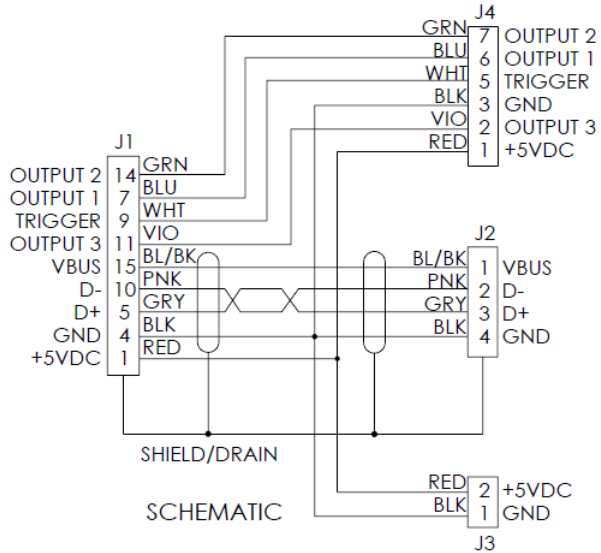 J4
GRN 7 OUTPUT 2
BLU 6 OUTPUT 1
WHT 5 TRIGGER
BLK 3 GND
VIO 2 OUTPUT 3
RED 1 +5VDC
J1
OUTPUT 2 14 GRN
OUTPUT 1 7 BLU
TRIGGER 9 WHT
OUTPUT 3 11 VIO
VBUS 15 BL/BK
D- 10 PNK
D+ 5 GRY
GND 4 BLK
+5VDC 1 RED
J2
BL/BK 1 VBUS
PNK 2 D-
GRY 3 D+
BLK 4 GND
SHIELD/DRAIN
SCHEMATIC
RED 2 +5VDC
BLK 1 GND
J3